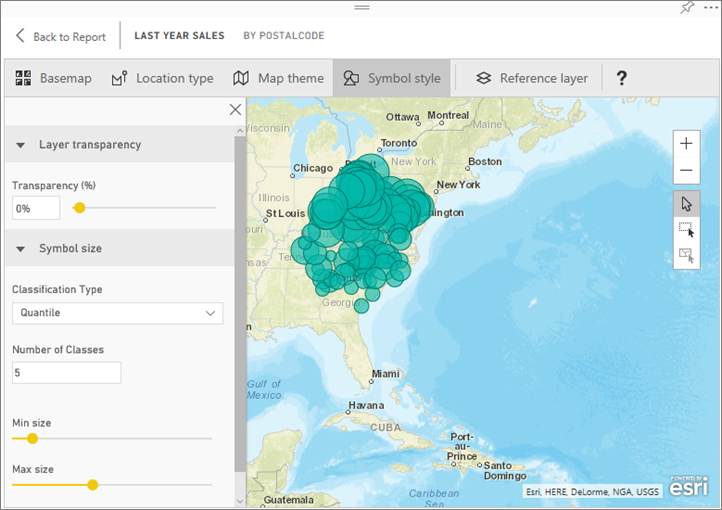 Back to Report
LAST YEAR SALES
BY POSTALCODE
Basemap
Location type
Map theme
Symbol style
Reference layer
?
Layer transparency
Transparency (%)
0%
Symbol size
Classification Type
Quantile
Number of Classes
5
Min size
Max size
Ottawa
Montreal
Maine
Wisconsin
Toronto
New York
Chicago
Boston
New York
Illinois
St Louis
ington
Georgia
Miami
Gulf of
Mexico
Havana
CUBA
Port-
au-
Prince
Santo
Domingo
Guatemala
Caribbean
Sea
Esri, HERE, DeLorme, NGA, USGS
POWERED BY
esri